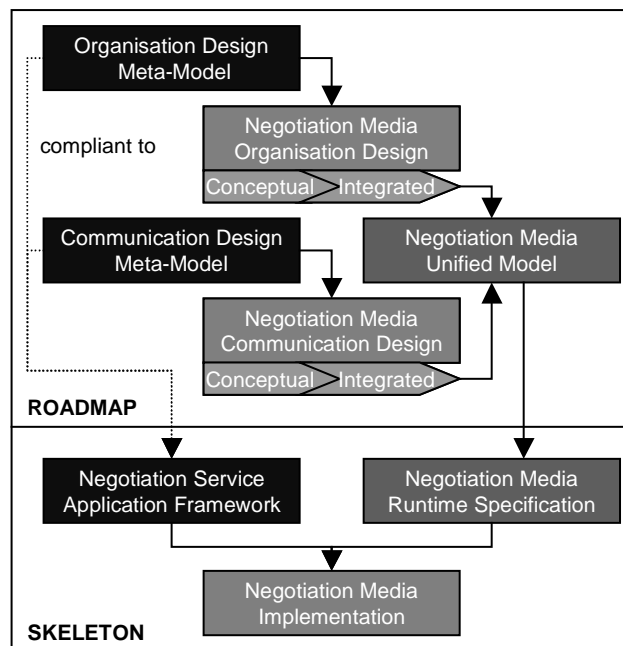 Organisation Design
Meta-Model
Negotiation Media
Organisation Design
compliant to
Conceptual
Integrated
Communication Design
Meta-Model
Negotiation Media
Unified Model
Negotiation Media
Communication Design
Conceptual
Integrated
ROADMAP
Negotiation Service
Application Framework
Negotiation Media
Runtime Specification
Negotiation Media
Implementation
SKELETON